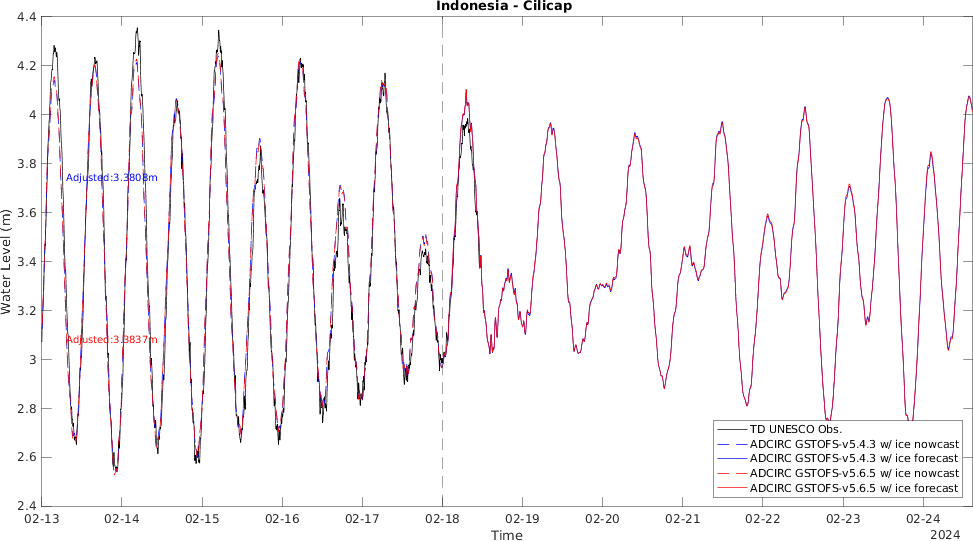 Indonesia - Cilicap
4.4
4.2
4
3.8
3.6
3.4
3.2
3
2.8
2.6
2.4
Water Level (m)
Adjusted:3.3808m
Adjusted:3.3837m
TD UNESCO Obs.
ADCIRC GSTOFS-v5.4.3 w/ ice nowcast
ADCIRC GSTOFS-v5.4.3 w/ ice forecast
ADCIRC GSTOFS-v5.6.5 w/ ice nowcast
ADCIRC GSTOFS-v5.6.5 w/ ice forecast
02-13 02-14 02-15 02-16 02-17 02-18 02-19 02-20 02-21 02-22 02-23 02-24
Time
2024